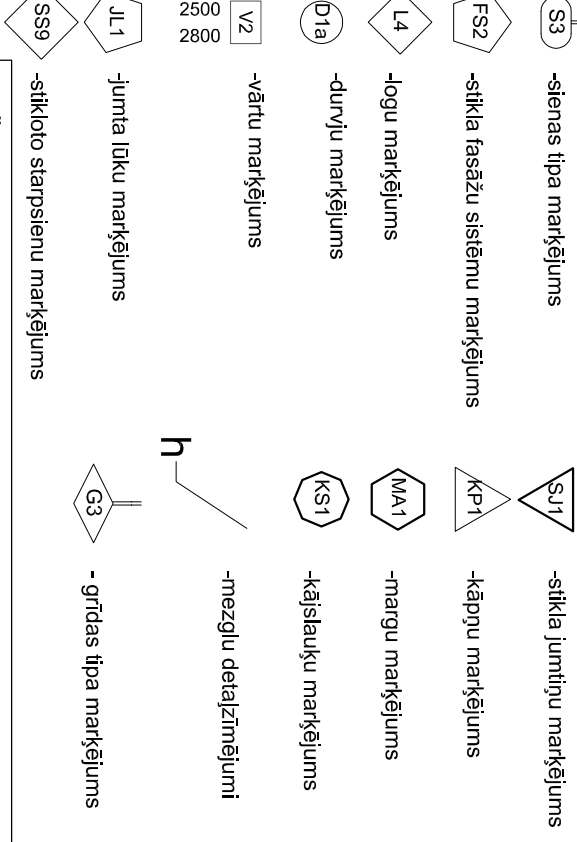 S3 -sienas tipa marķējums
FS2 -stikla fasāžu sistēmu marķējums
L4 -logu marķējums
D1a -durvju marķējums
V2 2500 2800 -vārtu marķējums
JL1 -jumta lūku marķējums
SS9 -stikloto starpsienu marķējums
SJ1 -stikla jumtiņu marķējums
KP1 -kāpņu marķējums
MA1 -margu marķējums
KS1 -kājslauķu marķējums
h -mezglu detaļzīmējumi
G3 - grīdas tipa marķējums